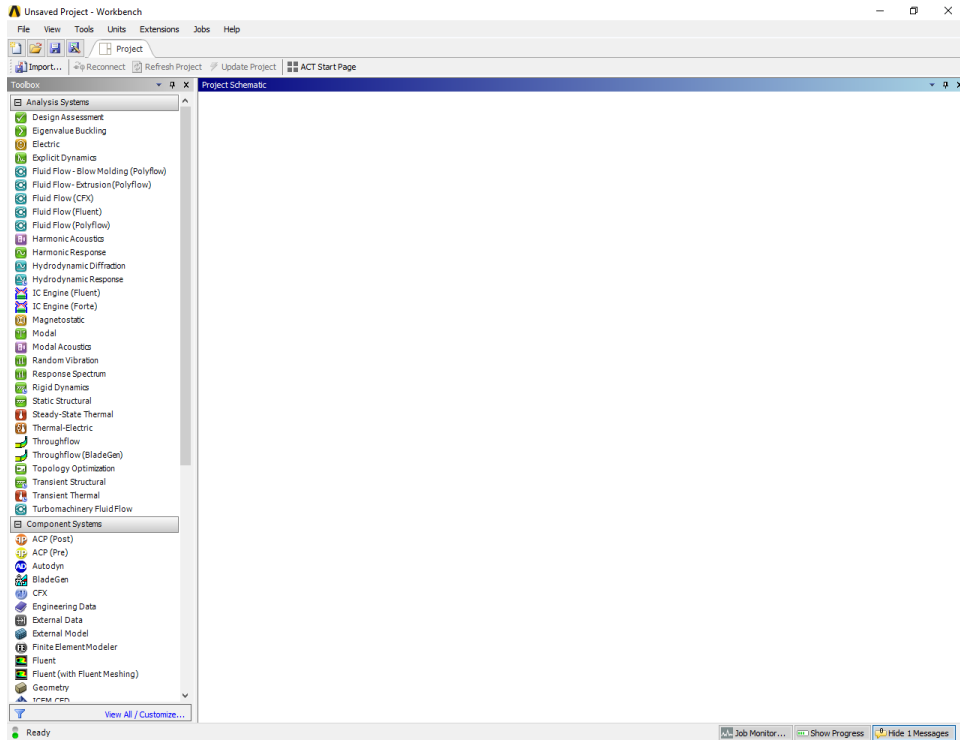 Unsaved Project - Workbench
File View Tools Units Extensions Jobs Help
Project
Import... Reconnect Refresh Project Update Project ACT Start Page
Toolbox
Project Schematic
Analysis Systems
Design Assessment
Eigenvalue Buckling
Electric
Explicit Dynamics
Fluid Flow - Blow Molding (Polyflow)
Fluid Flow - Extrusion (Polyflow)
Fluid Flow (CFX)
Fluid Flow (Fluent)
Fluid Flow (Polyflow)
Harmonic Acoustics
Harmonic Response
Hydrodynamic Diffraction
Hydrodynamic Response
IC Engine (Fluent)
IC Engine (Forte)
Magnetostatic
Modal
Modal Acoustics
Random Vibration
Response Spectrum
Rigid Dynamics
Static Structural
Steady-State Thermal
Thermal-Electric
Throughflow
Throughflow (BladeGen)
Topology Optimization
Transient Structural
Transient Thermal
Turbomachinery Fluid Flow
Component Systems
ACP (Post)
ACP (Pre)
Autodyn
BladeGen
CFX
Engineering Data
External Data
External Model
Finite Element Modeler
Fluent
Fluent (with Fluent Meshing)
Geometry
ICEM CFD
View All / Customize...
Ready
Job Monitor... Show Progress Hide 1 Messages